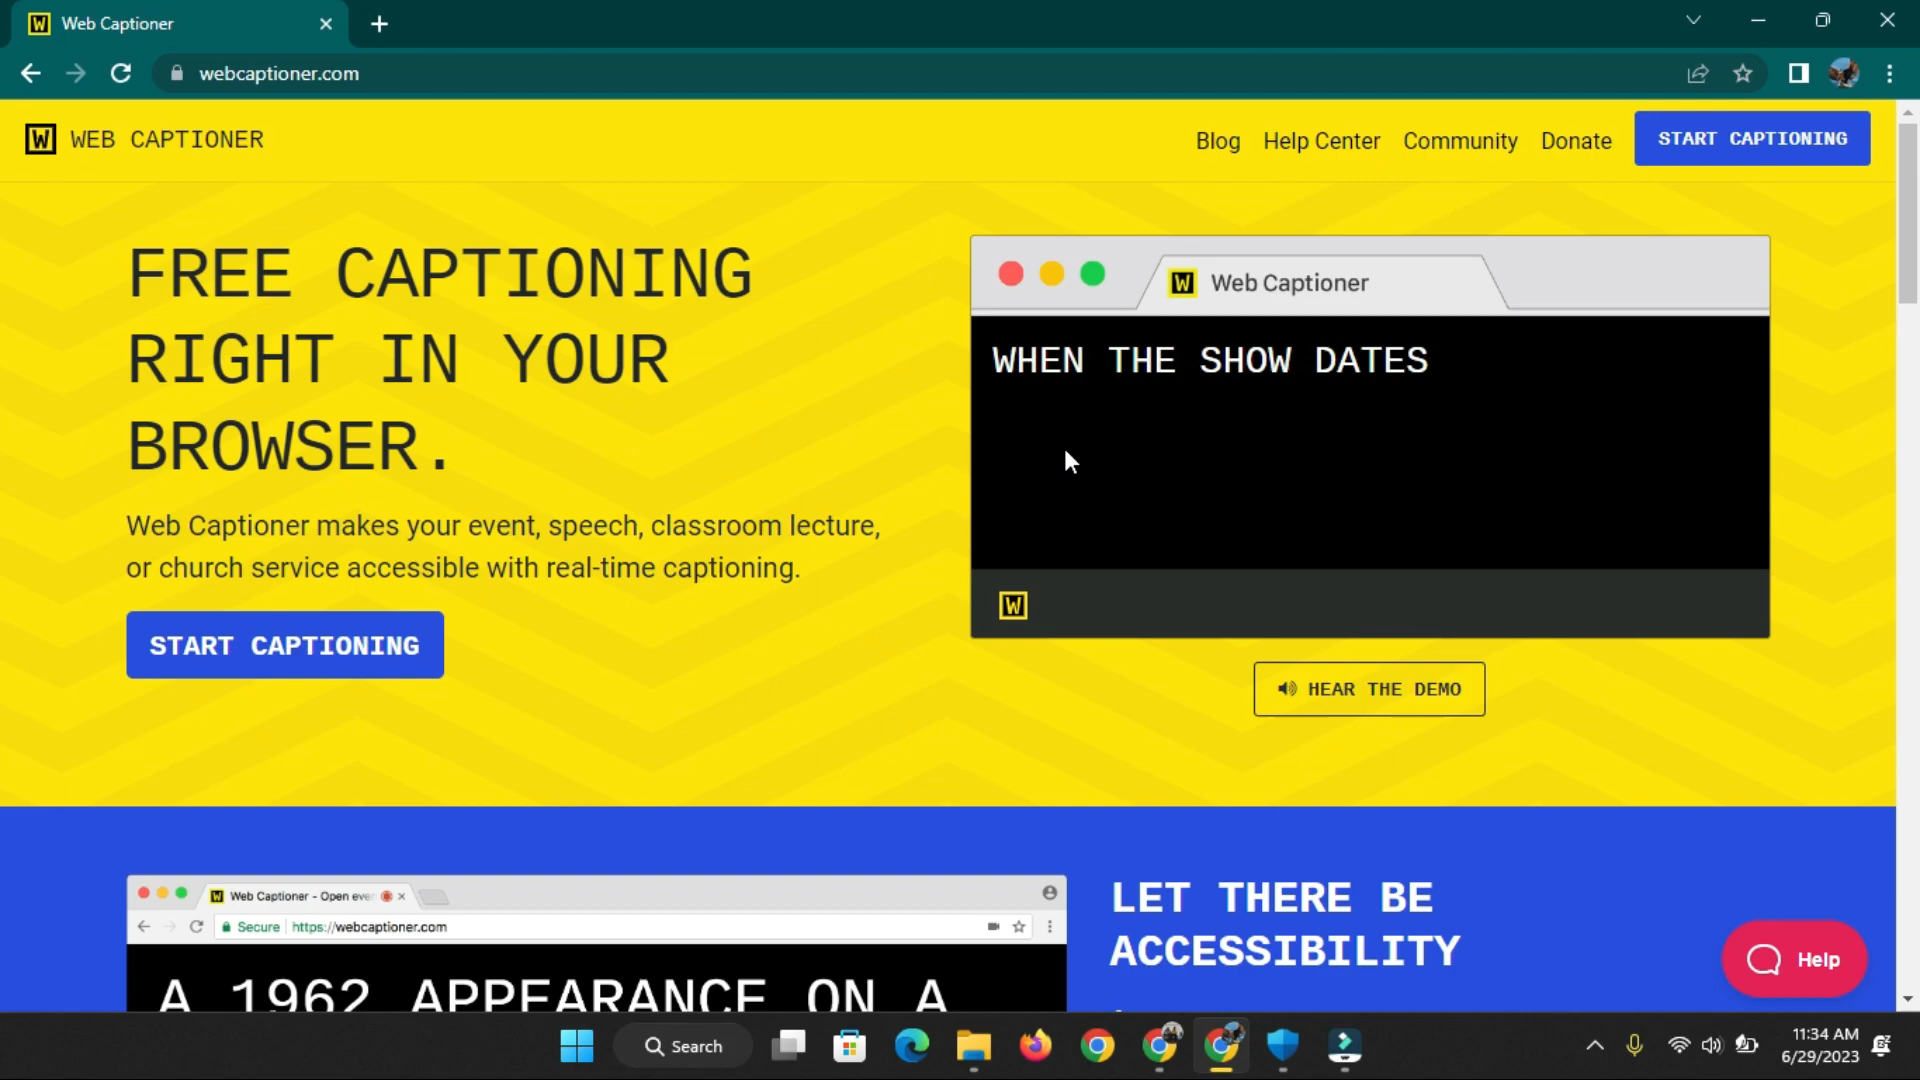 Web Captioner
webcaptioner.com
WEB CAPTIONER
Blog
Help Center
Community
Donate
START CAPTIONING
FREE CAPTIONING
RIGHT IN YOUR
BROWSER.
Web Captioner makes your event, speech, classroom lecture,
or church service accessible with real-time captioning.
START CAPTIONING
Web Captioner
WHEN THE SHOW DATES
HEAR THE DEMO
Web Captioner - Open eve
Secure
https://webcaptioner.com
A 1962 APPEARANCE ON A
LET THERE BE
ACCESSIBILITY
Help
Search
11:34 AM
6/29/2023